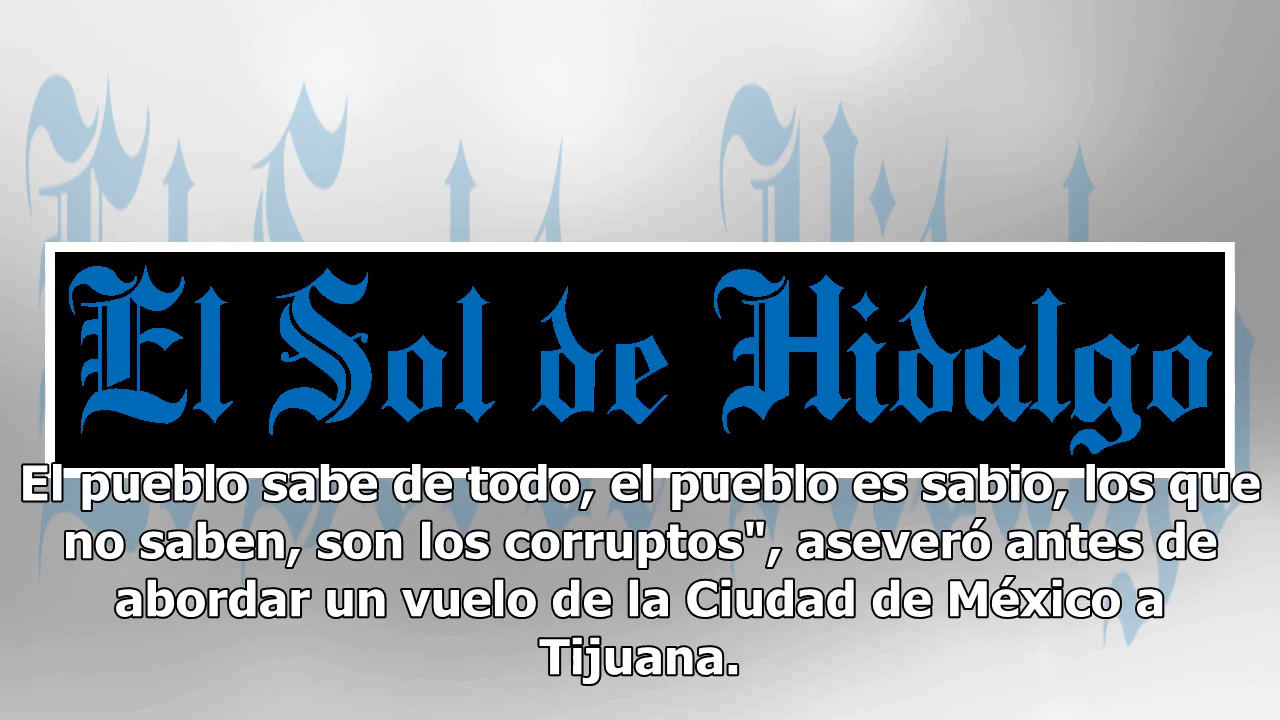 El Sol de Hidalgo
El pueblo sabe de todo, el pueblo es sabio, los que
no saben, son los corruptos", aseveró antes de
abordar un vuelo de la Ciudad de México a
Tijuana.